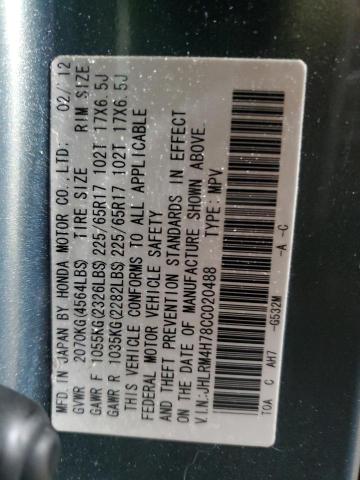 MFD. IN JAPAN BY HONDA MOTOR CO., LTD. 02/ 12
GVWR 2070KG(4564LBS) TIRE SIZE RIM SIZE
GAWR F 1055KG(2326LBS) 225/65R17 102T 17X6.5J
GAWR R 1035KG(2282LBS) 225/65R17 102T 17X6.5J
THIS VEHICLE CONFORMS TO ALL APPLICABLE
FEDERAL MOTOR VEHICLE SAFETY
AND THEFT PREVENTION STANDARDS IN EFFECT
ON THE DATE OF MANUFACTURE SHOWN ABOVE.
V.I.N:JHLRM4H78CC020488 MPV
TOA C AH7 -G532M -A -C